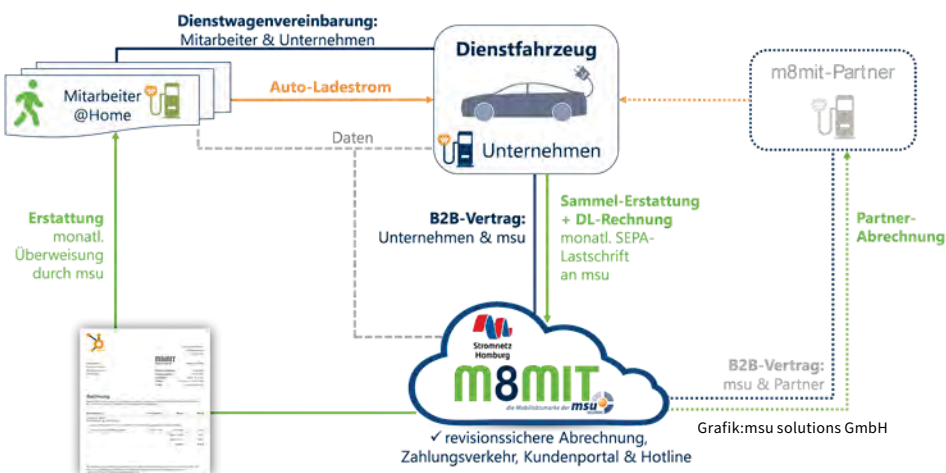 Dienstwagenvereinbarung:
Mitarbeiter & Unternehmen
Mitarbeiter
@Home
Auto-Ladestrom
Dienstfahrzeug
Unternehmen
m8mit-Partner
Daten
Erstattung
monatl.
Überweisung
durch msu
B2B-Vertrag:
Unternehmen & msu
Sammel-Erstattung
+ DL-Rechnung
monatl. SEPA-
Lastschrift
an msu
Partner-
Abrechnung
Stromnetz
Homburg
M8MIT
die Mobilitätsmarke der msu
B2B-Vertrag:
msu & Partner
Grafik:msu solutions GmbH
✓ revisionssichere Abrechnung,
Zahlungsverkehr, Kundenportal & Hotline
M8MIT
Rechnung